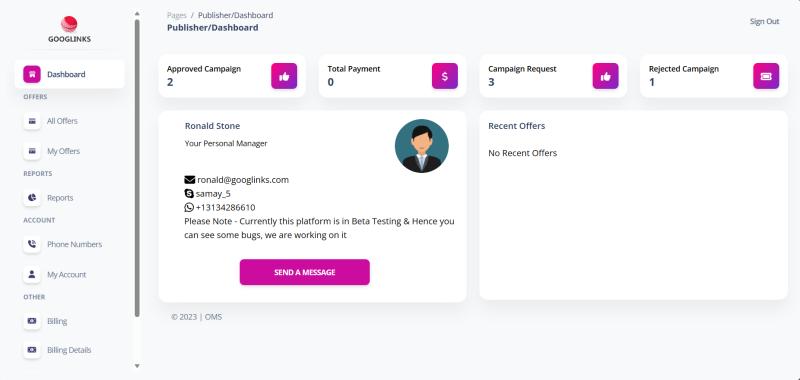 GOOGLINKS
Dashboard
OFFERS
All Offers
My Offers
REPORTS
Reports
ACCOUNT
Phone Numbers
My Account
OTHER
Billing
Billing Details
Pages / Publisher/Dashboard
Publisher/Dashboard
Sign Out
Approved Campaign
2
Total Payment
0
Campaign Request
3
Rejected Campaign
1
Ronald Stone
Your Personal Manager
ronald@googlinks.com
samay_5
+13134286610
Please Note - Currently this platform is in Beta Testing & Hence you
can see some bugs, we are working on it
SEND A MESSAGE
Recent Offers
No Recent Offers
© 2023 | OMS